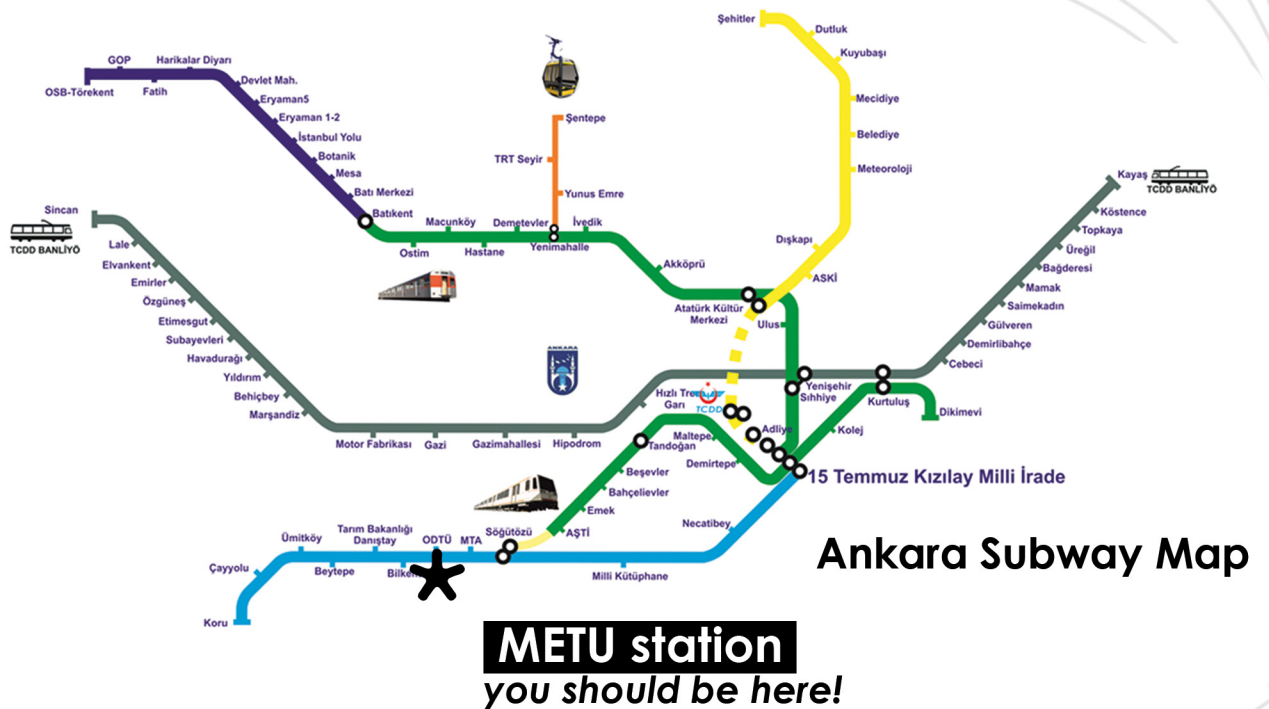 Şehitler
Dutluk
Kuyubaşı
Mecidiye
Belediye
Meteoroloji
Dışkapı
ASKİ
OSB-Törekent
GOP
Fatih
Harikalar Diyarı
Devlet Mah.
Eryaman5
Eryaman 1-2
İstanbul Yolu
Botanik
Mesa
Batı Merkezi
Batıkent
Şentepe
TRT Seyir
Yunus Emre
Ostim
Macunköy
Hastane
Demetevler
Yenimahalle
İvedik
Akköprü
Atatürk Kültür
Merkezi
Ulus
Sincan
TCDD BANLİYÖ
Lale
Elvankent
Emirler
Özgüneş
Etimesgut
Subayevleri
Havadurağı
Yıldırım
Behiçbey
Marşandiz
Motor Fabrikası
Gazi
Gazimahallesi
Hipodrom
ANKARA
Hızlı
Garı
TCDD
Yenişehir
Sıhhiye
Kurtuluş
Cebeci
Demirlibahçe
Gülveren
Saimekadın
Mamak
Bağderesi
Üreğil
Topkaya
Köstence
Kayaş
TCDD BANLİYÖ
Dikimevi
Kolej
Adliye
15 Temmuz Kızılay Milli İrade
Maltepe
Demirtepe
Tandoğan
Beşevler
Bahçelievler
Emek
AŞTİ
Söğütözü
Necatibey
Milli Kütüphane
MTA
ODTÜ
Tarım Bakanlığı
Danıştay
Beytepe
Ümitköy
Çayyolu
Koru
Ankara Subway Map
METU station
you should be here!